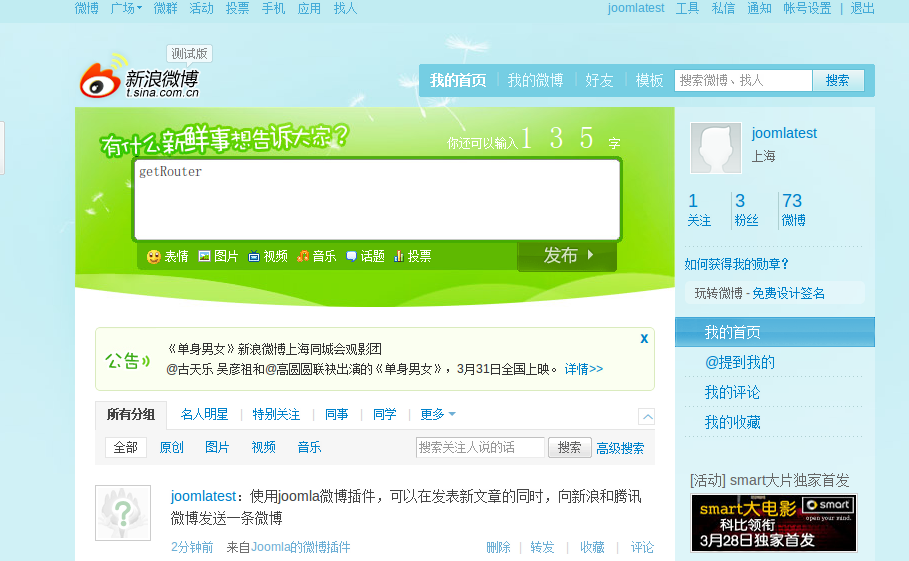 微博 广场 微群 活动 投票 手机 应用 找人 joomlatest 工具 私信 通知 帐号设置 | 退出
测试版
新浪微博
t.sina.com.cn
我的首页 | 我的微博 | 好友 | 模板 搜索微博、找人 搜索
有什么新鲜事想告诉大家? 你还可以输入135字
getRouter
表情 图片 视频 音乐 话题 投票 发布
joomlatest
上海
1 3 73
关注 粉丝 微博
如何获得我的勋章?
玩转微博 - 免费设计签名
我的首页
@提到我的
我的评论
我的收藏
公告
《单身男女》新浪微博上海同城会观影团 x
@古天乐 吴彦祖和@高圆圆联袂出演的《单身男女》，3月31日全国上映。 详情>>
所有分组 名人明星 | 特别关注 | 同事 | 同学 | 更多
全部 原创 图片 视频 音乐 搜索关注人说的话 搜索 高级搜索
joomlatest：使用joomla微博插件，可以在发表新文章的同时，向新浪和腾讯
微博发送一条微博
2分钟前 来自Joomla的微博插件 删除 | 转发 | 收藏 | 评论
[活动] smart大片独家首发
smart大电影 smart
open your mind.
科比领衔
3月28日独家首发